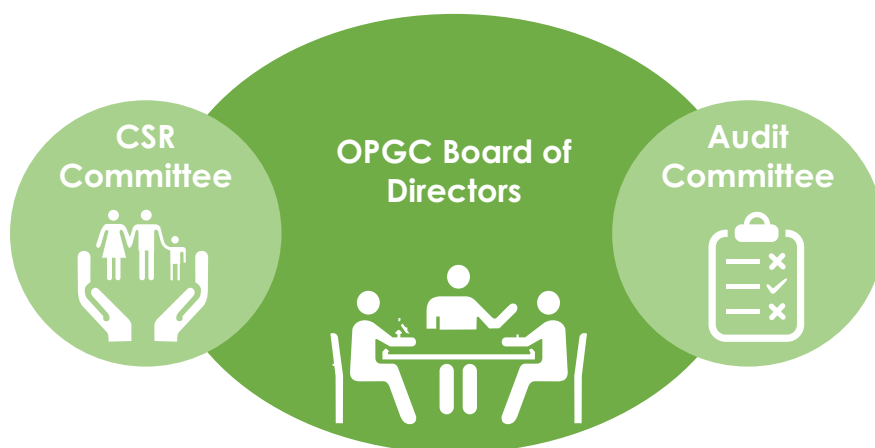 CSR
Committee
OPGC Board of
Directors
Audit
Committee